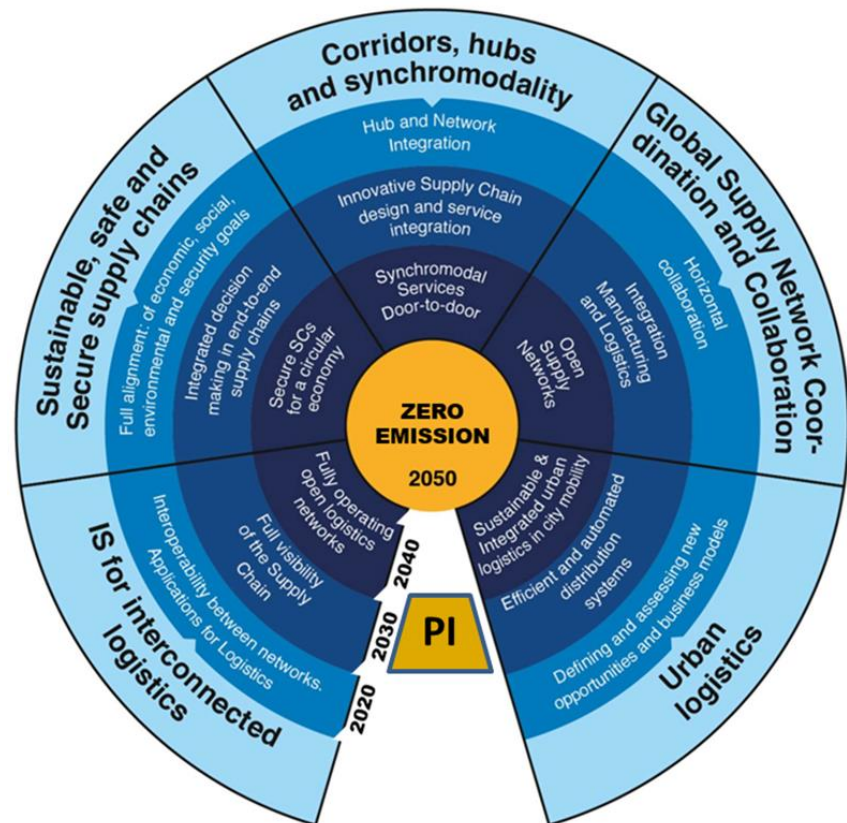 Corridors, hubs
and synchromodality
Hub and Network
Integration
Innovative Supply Chain
design and service
integration
Synchromodal
Services
Door-to-door
Global Supply Network Coor-
dination and Collaboration
Horizontal
collaboration
Integration
Manufacturing
and Logistics
Open
Supply
Networks
Urban
logistics
Defining and assessing new
opportunities and business models
Efficient and automated
distribution
systems
Sustainable &
Integrated urban
logistics in city mobility
IS for interconnected
logistics
Interoperability between networks.
Applications for Logistics
Full visibility
of the Supply
Chain
Fully operating
open logistics
networks
Sustainable, safe and
Secure supply chains
Full alignment: of economic, social,
environmental and security goals
Integrated decision
making in end-to-end
supply chains
Secure SCs
for a circular
economy
ZERO
EMISSION
2050
2040
2030
2020
PI